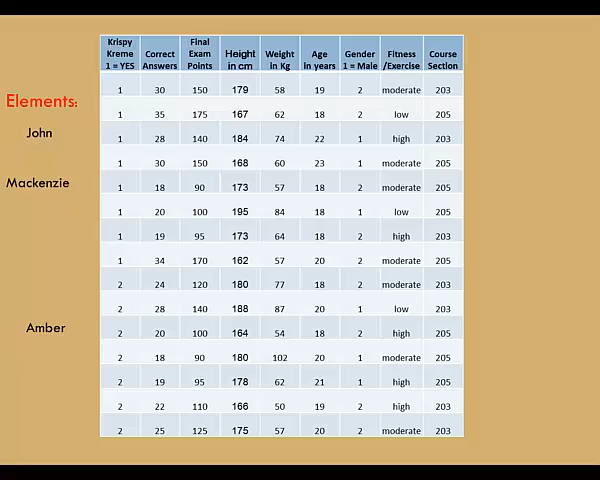 Krispy Kreme 1 = YES Correct Answers Final Exam Points Height in cm Weight in Kg Age in years Gender 1 = Male Fitness /Exercise Course Section
1 30 150 179 58 19 2 moderate 203
Elements:
1 35 175 167 62 18 2 low 205
John
1 28 140 184 74 22 1 high 203
1 30 150 168 60 23 1 moderate 205
Mackenzie
1 18 90 173 57 18 2 moderate 205
1 20 100 195 84 18 1 low 205
1 19 95 173 64 18 2 high 203
1 34 170 162 57 20 2 moderate 205
2 24 120 180 77 18 2 moderate 203
2 28 140 188 87 20 1 low 203
Amber
2 20 100 164 54 18 2 high 205
2 18 90 180 102 20 1 moderate 205
2 19 95 178 62 21 1 high 205
2 22 110 166 50 19 2 high 203
2 25 125 175 57 20 2 moderate 203